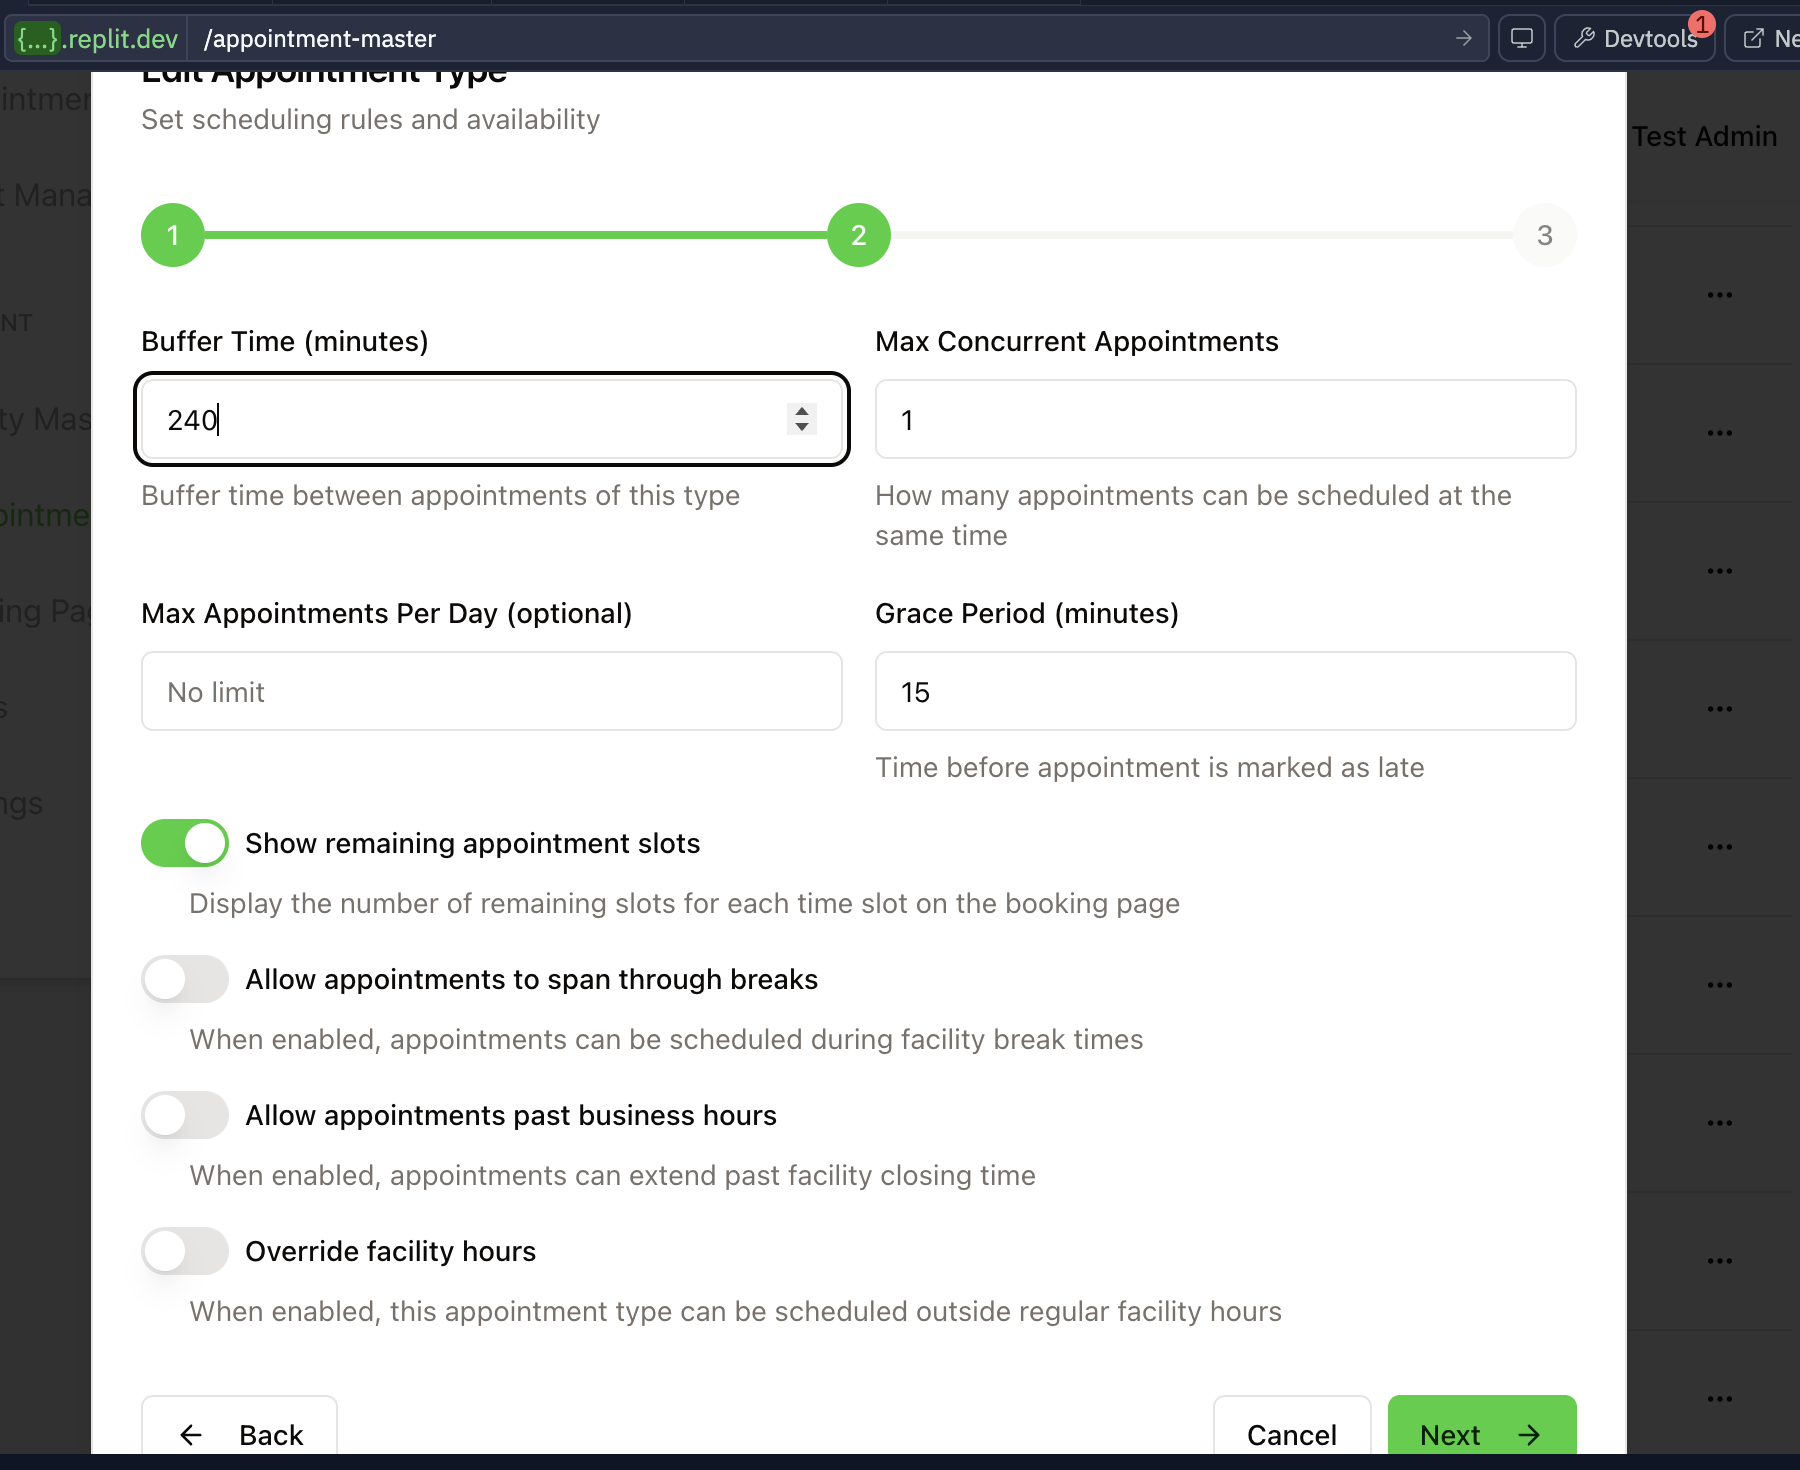 {...}.replit.dev /appointment-master
Devtools 1
Ne
Edit Appointment Type
Set scheduling rules and availability
Test Admin
1
2
3
Buffer Time (minutes)
240
Buffer time between appointments of this type
Max Concurrent Appointments
1
How many appointments can be scheduled at the
same time
Max Appointments Per Day (optional)
No limit
Grace Period (minutes)
15
Time before appointment is marked as late
Show remaining appointment slots
Display the number of remaining slots for each time slot on the booking page
Allow appointments to span through breaks
When enabled, appointments can be scheduled during facility break times
Allow appointments past business hours
When enabled, appointments can extend past facility closing time
Override facility hours
When enabled, this appointment type can be scheduled outside regular facility hours
Back
Cancel
Next
intmer
t Mana
NT
ty Mas
ointme
ing Pag
s
ngs